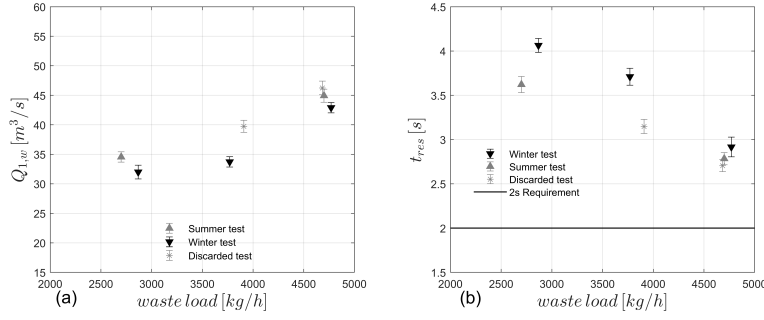 60
55
50
45
40
35
30
25
20
15
Q1,w [m³/s]
Summer test
Winter test
Discarded test
2000 2500 3000 3500 4000 4500 5000
(a) waste load [kg/h]
4.5
4
3.5
3
2.5
2
1.5
tres [s]
Winter test
Summer test
Discarded test
2s Requirement
2000 2500 3000 3500 4000 4500 5000
(b) waste load [kg/h]